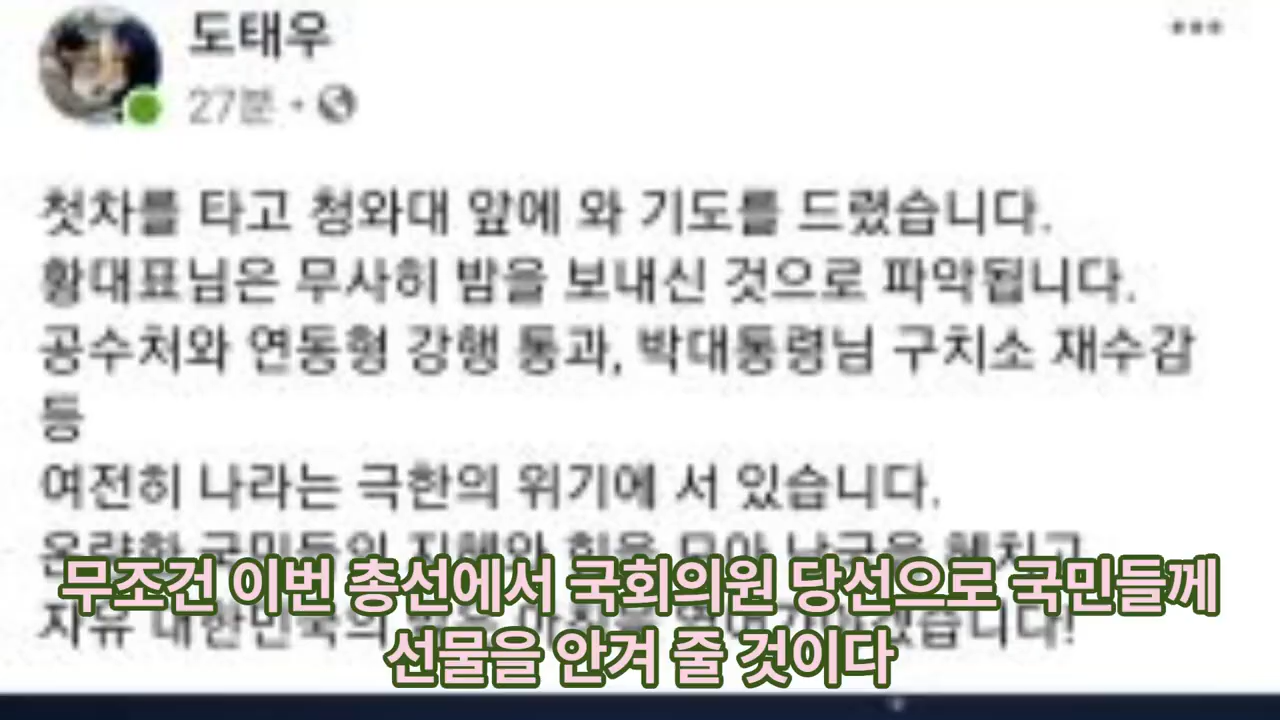 도태우
27분
첫차를 타고 청와대 앞에 와 기도를 드렸습니다.
황대표님은 무사히 밤을 보내신 것으로 파악됩니다.
공수처와 연동형 강행 통과, 박대통령님 구치소 재수감
등
여전히 나라는 극한의 위기에 서 있습니다.
무조건 이번 총선에서 국회의원 당선으로 국민들께
선물을 안겨 줄 것이다